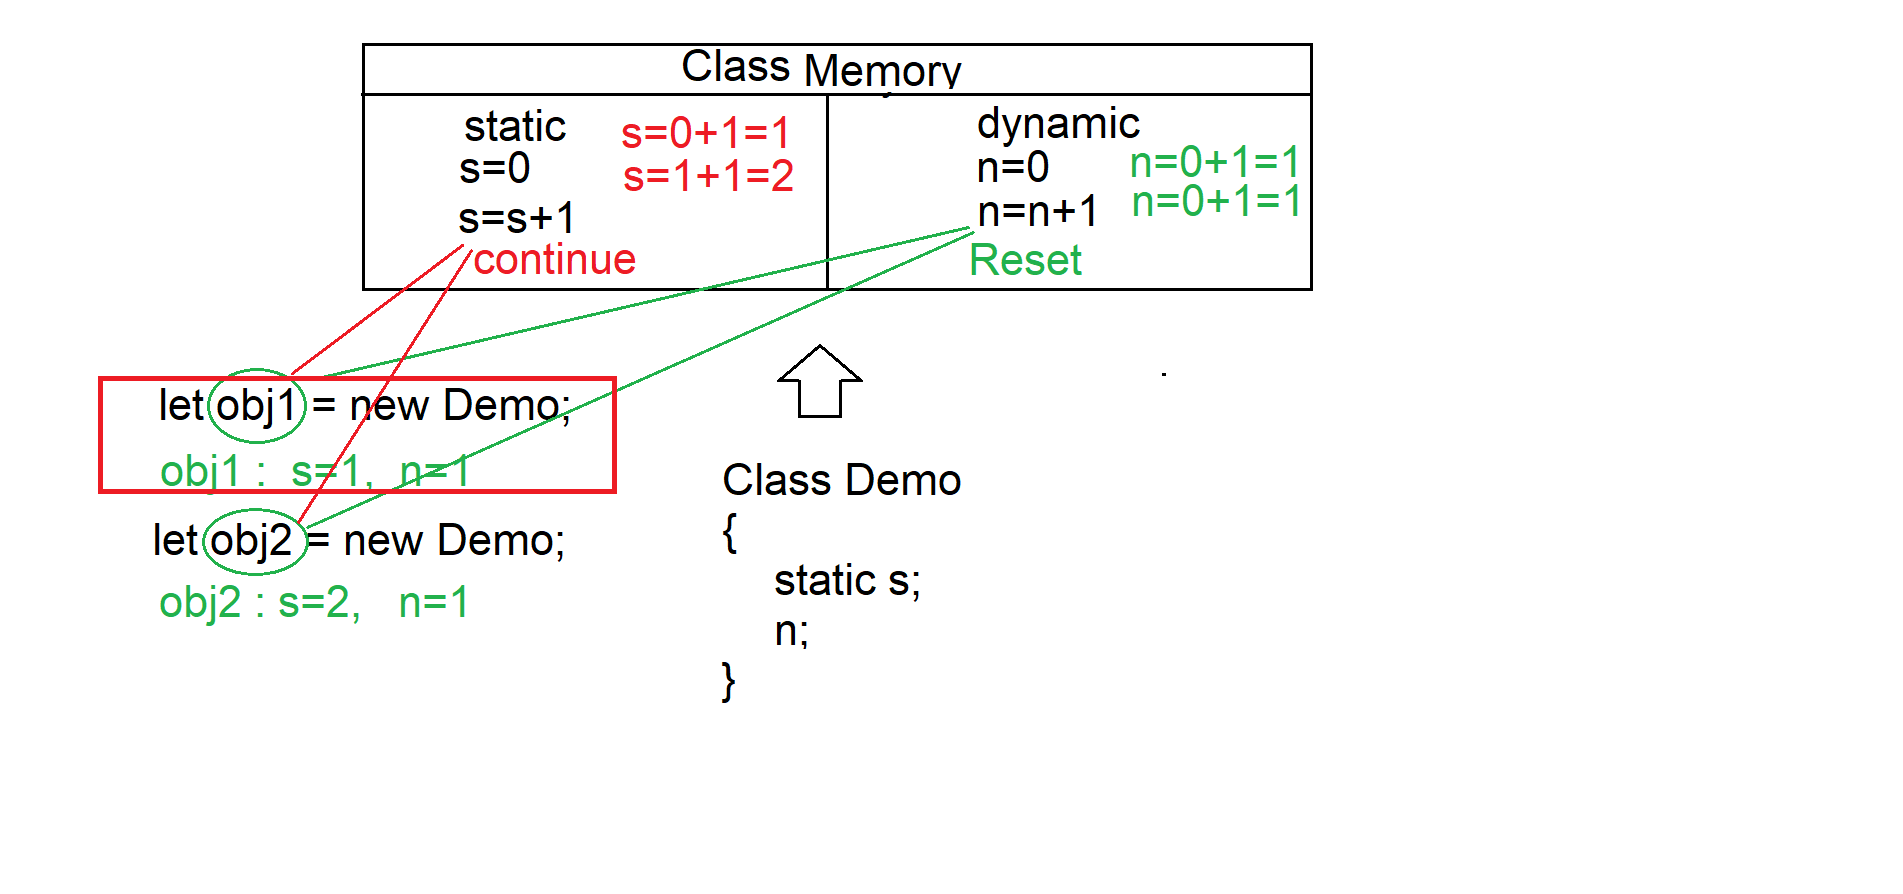 Class Memory
static s=0+1=1
s=0 s=1+1=2
s=s+1
continue
dynamic
n=0 n=0+1=1
n=n+1 n=0+1=1
Reset
let obj1 = new Demo;
obj1 : s=1, n=1
let obj2 = new Demo;
obj2 : s=2, n=1
Class Demo
{
static s;
n;
}